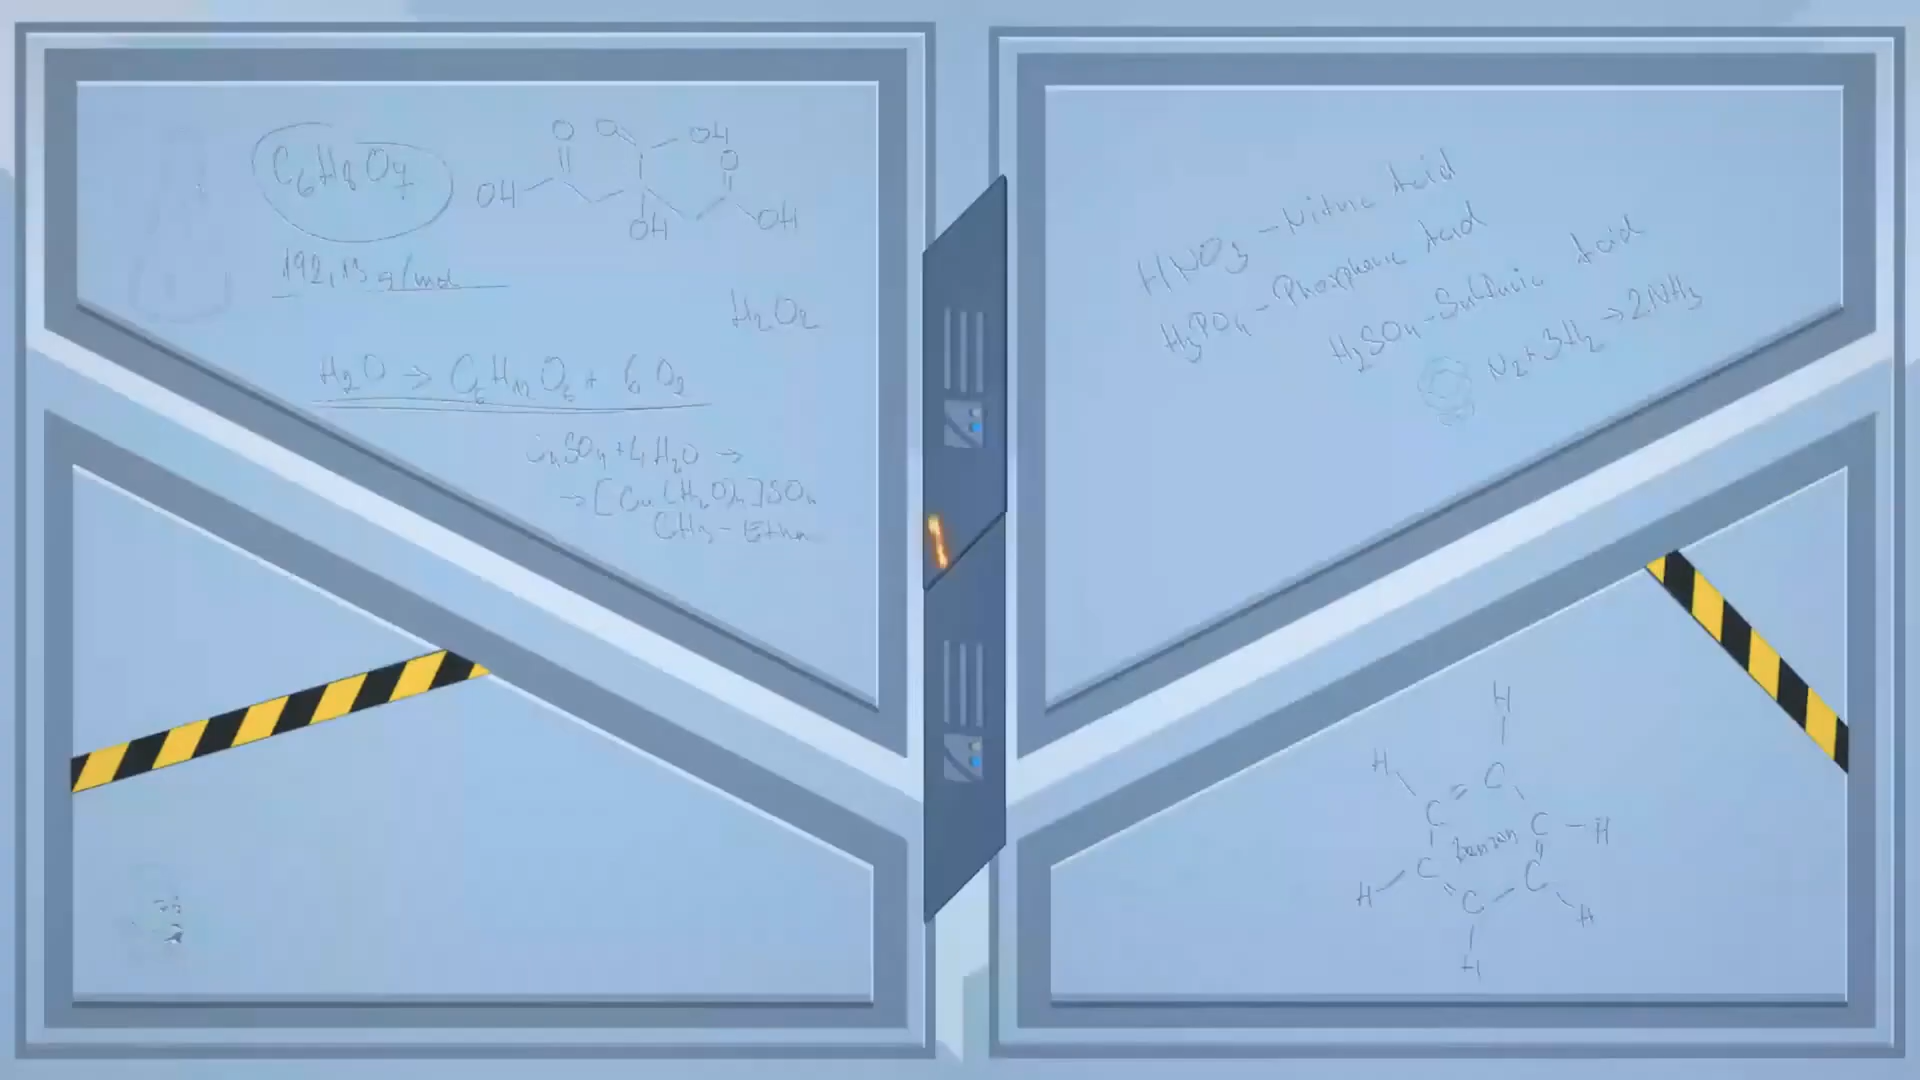 C₆H₈O₇
O O OH
O
OH OH
OH
192,13 g/mol
H₂O₂
H₂O → C₆H₁₂O₆ + 6 O₂
CuSO₄ + 4 H₂O →
→ [Cu(H₂O)₄]SO₄
CH₃ -
HNO₃ - Nitric Acid
H₃PO₄ - Phosphoric Acid
H₂SO₄ - Sulfuric Acid
N₂ + 3H₂ → 2NH₃
H
H C
C C - H
benzen
C C
H C H
H